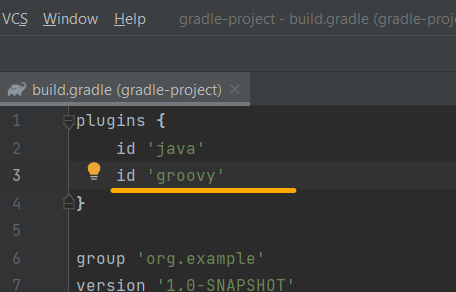 VCS Window Help gradle-project - build.gradle (gradle-proje
build.gradle (gradle-project)
1 plugins {
2 id 'java'
3 id 'groovy'
4 }
5
6 group 'org.example'
7 version '1.0-SNAPSHOT'